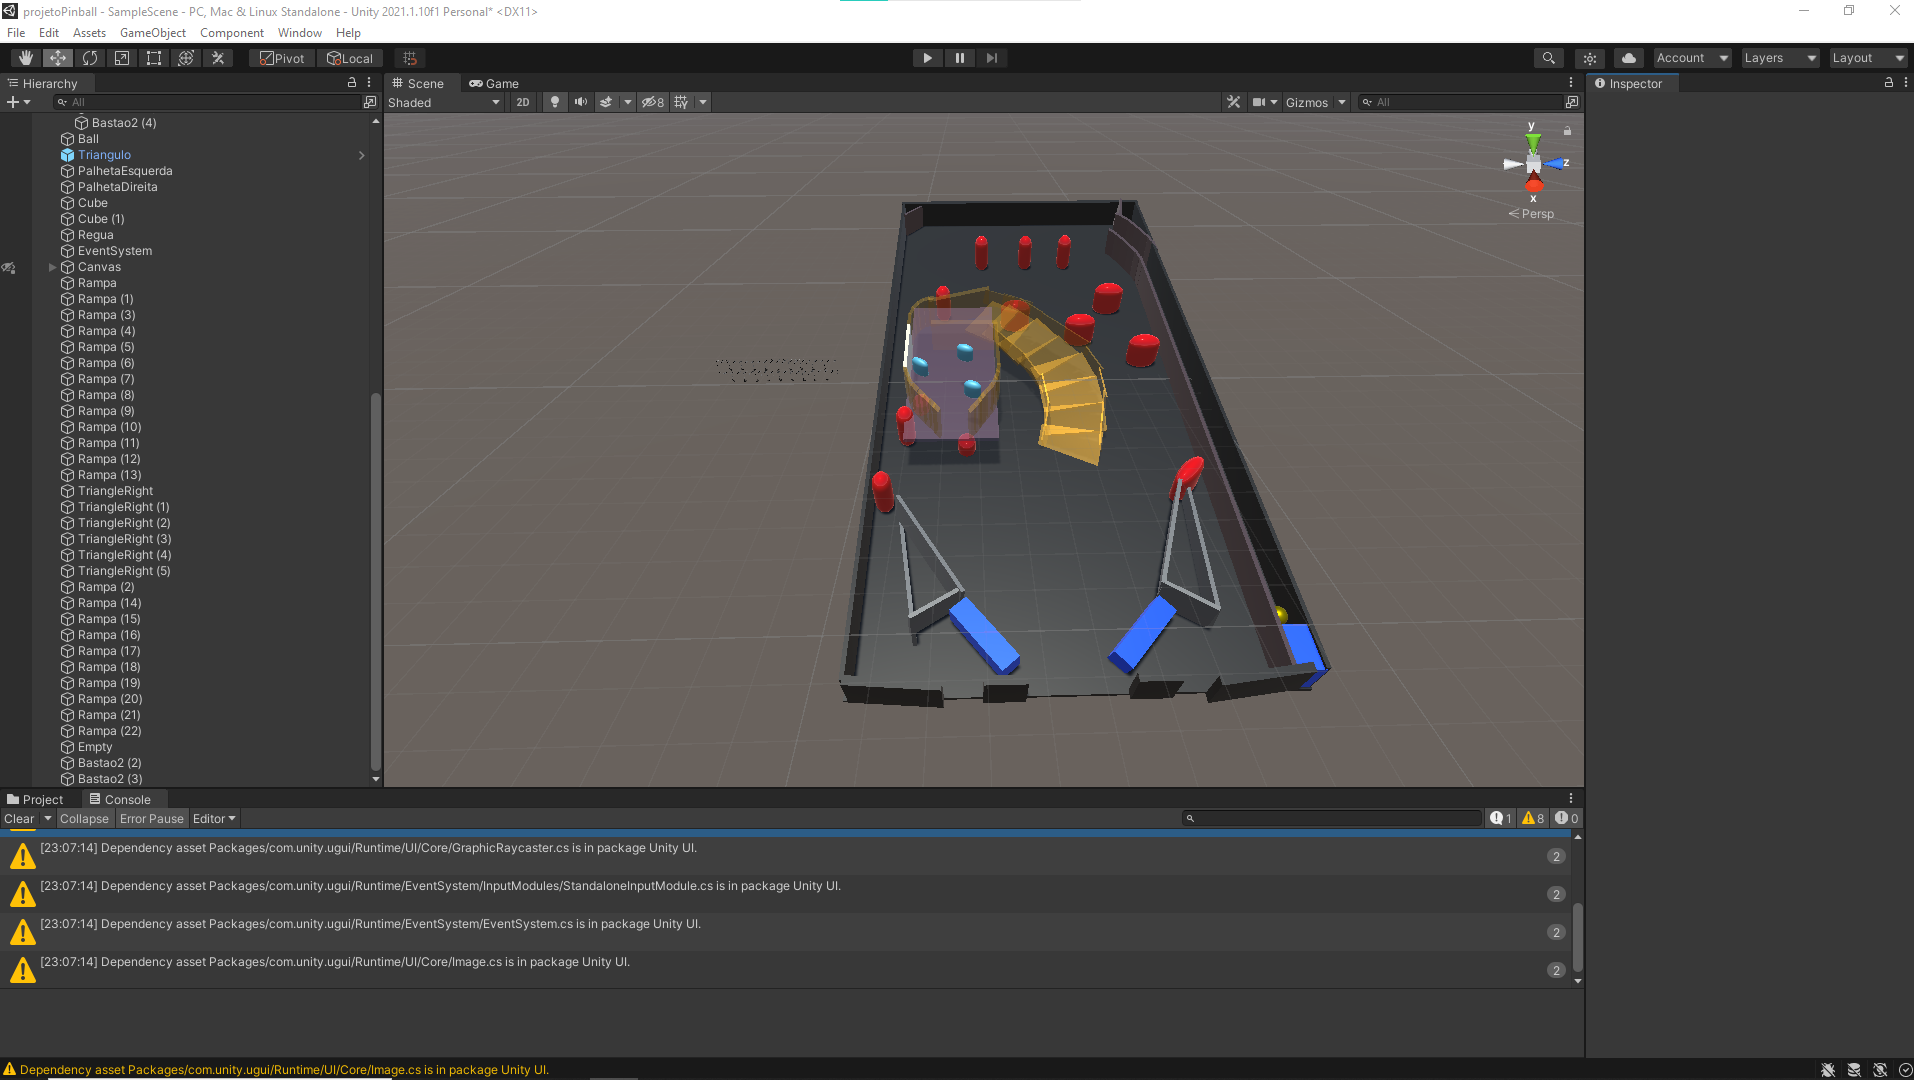 projetoPinball - SampleScene - PC, Mac & Linux Standalone - Unity 2021.1.10f1 Personal* <DX11>
File Edit Assets GameObject Component Window Help
Pivot Local Account Layers Layout
Hierarchy
All
Bastao2 (4)
Ball
Triangulo
PalhetaEsquerda
PalhetaDireita
Cube
Cube (1)
Regua
EventSystem
Canvas
Rampa
Rampa (1)
Rampa (3)
Rampa (4)
Rampa (5)
Rampa (6)
Rampa (7)
Rampa (8)
Rampa (9)
Rampa (10)
Rampa (11)
Rampa (12)
Rampa (13)
TriangleRight
TriangleRight (1)
TriangleRight (2)
TriangleRight (3)
TriangleRight (4)
TriangleRight (5)
Rampa (2)
Rampa (14)
Rampa (15)
Rampa (16)
Rampa (17)
Rampa (18)
Rampa (19)
Rampa (20)
Rampa (21)
Rampa (22)
Empty
Bastao2 (2)
Bastao2 (3)
Scene Game
Shaded 2D 8 Gizmos All
y
z
x
Persp
Inspector
Project Console
Clear Collapse Error Pause Editor 1 8 0
[23:07:14] Dependency asset Packages/com.unity.ugui/Runtime/UI/Core/GraphicRaycaster.cs is in package Unity UI. 2
[23:07:14] Dependency asset Packages/com.unity.ugui/Runtime/EventSystem/InputModules/StandaloneInputModule.cs is in package Unity UI. 2
[23:07:14] Dependency asset Packages/com.unity.ugui/Runtime/EventSystem/EventSystem.cs is in package Unity UI. 2
[23:07:14] Dependency asset Packages/com.unity.ugui/Runtime/UI/Core/Image.cs is in package Unity UI. 2
Dependency asset Packages/com.unity.ugui/Runtime/UI/Core/Image.cs is in package Unity UI.